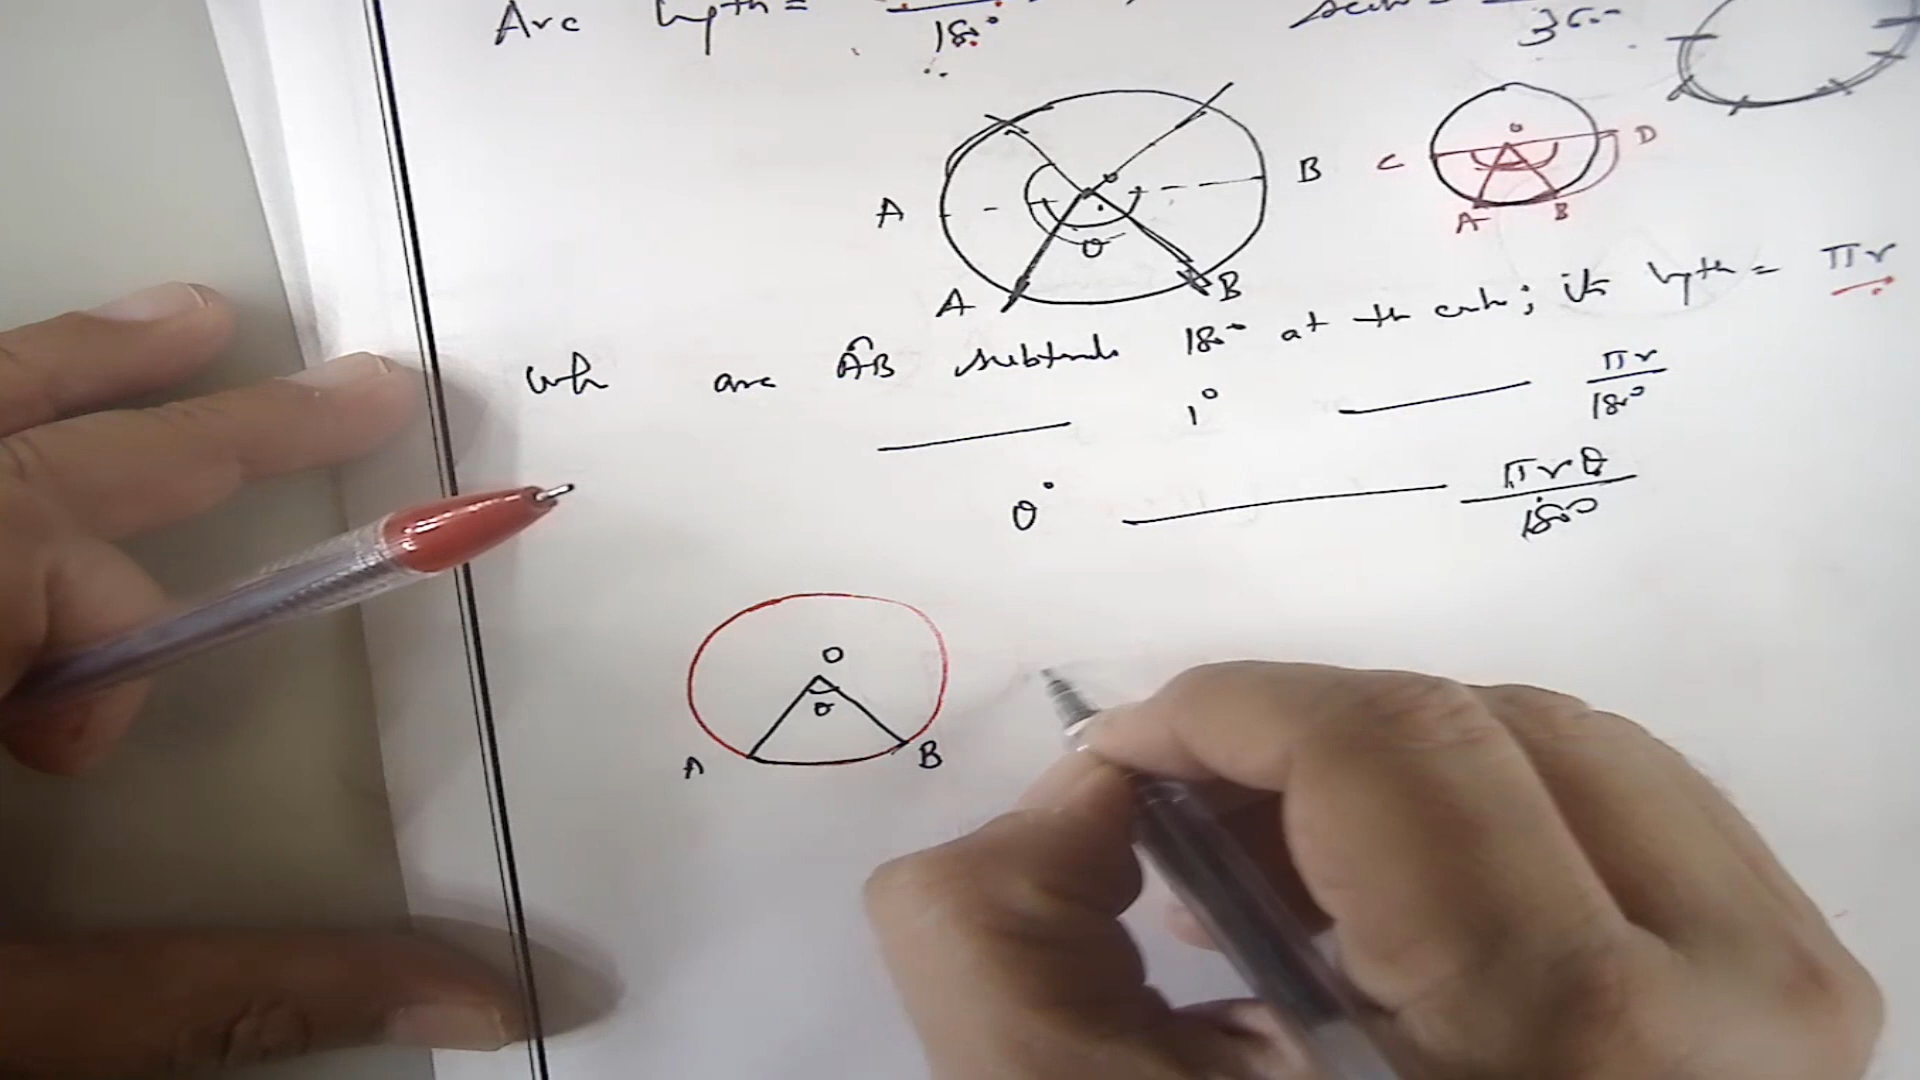 Arc length = 180°
360
O
B C O D
A θ A B
A B
when arc AB subtends 180° at the centre; its length = πr
1° πr/180°
θ° πrθ/180
O
θ
A B